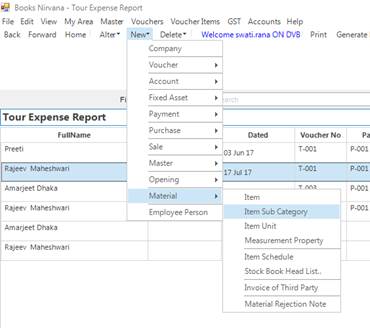 Books Nirvana - Tour Expense Report
File Edit View My Area Master Vouchers Voucher Items GST Accounts Help
Back Forward Home Alter New Delete Welcome swati.rana ON DVB Print Generate
Company
Voucher
Account
Fixed Asset
Payment
Purchase
Sale
Master
Opening
Material
Employee Person
Item
Item Sub Category
Item Unit
Measurement Property
Item Schedule
Stock Book Head List..
Invoice of Third Party
Material Rejection Note
Fi earch
Tour Expense Report
FullName Dated Voucher No Pa
Preeti 03 Jun 17 T-001 P-001
Rajeev Maheshwari 17 Jul 17 T-001 P-001
Amarjeet Dhaka T-003 P-001
Rajeev Maheshwari
Amarjeet Dhaka
Rajeev Maheshwari